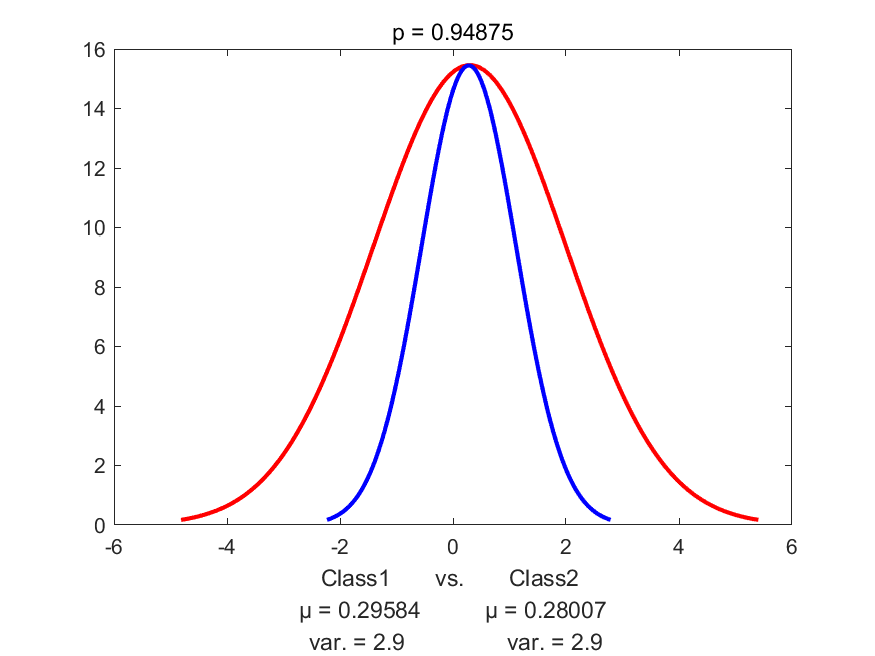 p = 0.94875
16
14
12
10
8
6
4
2
0
-6 -4 -2 0 2 4 6
Class1 vs. Class2
μ = 0.29584 μ = 0.28007
var. = 2.9 var. = 2.9